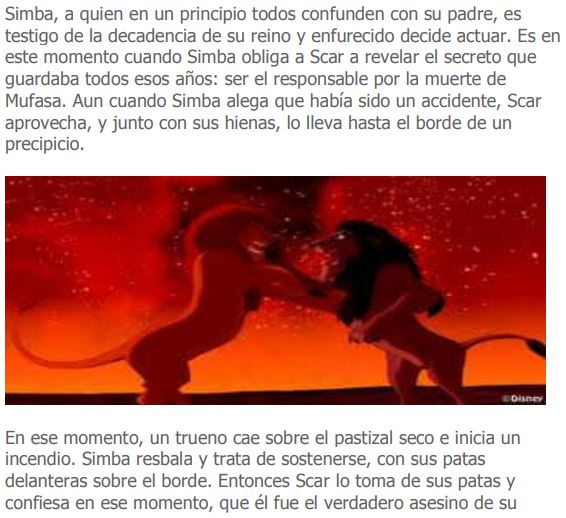 Simba, a quien en un principio todos confunden con su padre, es
testigo de la decadencia de su reino y enfurecido decide actuar. Es en
este momento cuando Simba obliga a Scar a revelar el secreto que
guardaba todos esos años: ser el responsable por la muerte de
Mufasa. Aun cuando Simba alega que había sido un accidente, Scar
aprovecha, y junto con sus hienas, lo lleva hasta el borde de un
precipicio.
©Disney
En ese momento, un trueno cae sobre el pastizal seco e inicia un
incendio. Simba resbala y trata de sostenerse, con sus patas
delanteras sobre el borde. Entonces Scar lo toma de sus patas y
confiesa en ese momento, que él fue el verdadero asesino de su